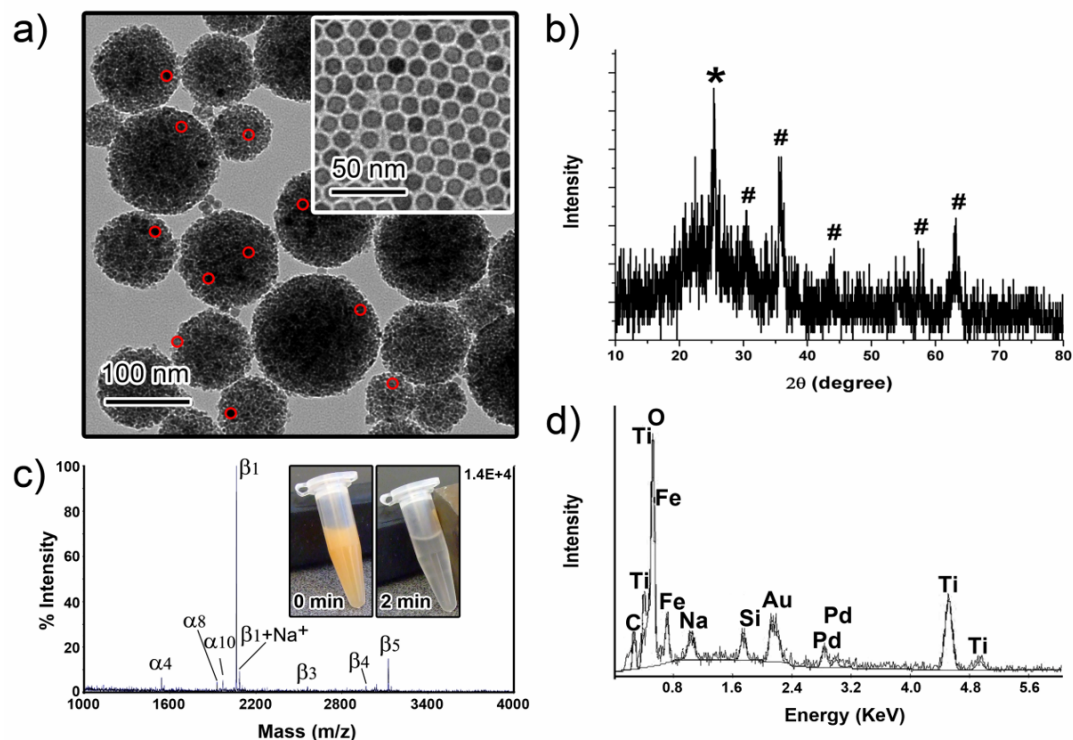 a)
50 nm
100 nm
b)
Intensity
*
#
#
#
#
#
10 20 30 40 50 60 70 80
2θ (degree)
c)
% Intensity
100
80
60
40
20
0
β1
1.4E+4
0 min
2 min
α8
α10
β1+Na⁺
α4
β3
β4
β5
1000 1600 2200 2800 3400 4000
Mass (m/z)
d)
Intensity
O
Ti
Fe
Ti
C
Fe
Na
Si
Au
Pd
Pd
Ti
Ti
0.8 1.6 2.4 3.2 4.0 4.8 5.6
Energy (KeV)